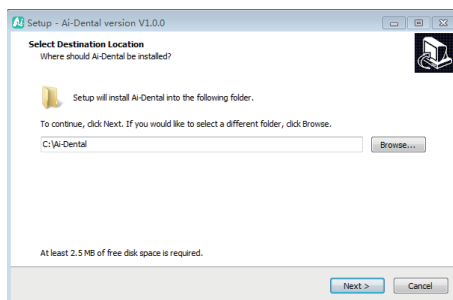 Setup - Ai-Dental version V1.0.0
Select Destination Location
Where should Ai-Dental be installed?
Setup will install Ai-Dental into the following folder.
To continue, click Next. If you would like to select a different folder, click Browse.
C:\Ai-Dental
Browse...
At least 2.5 MB of free disk space is required.
Next >
Cancel